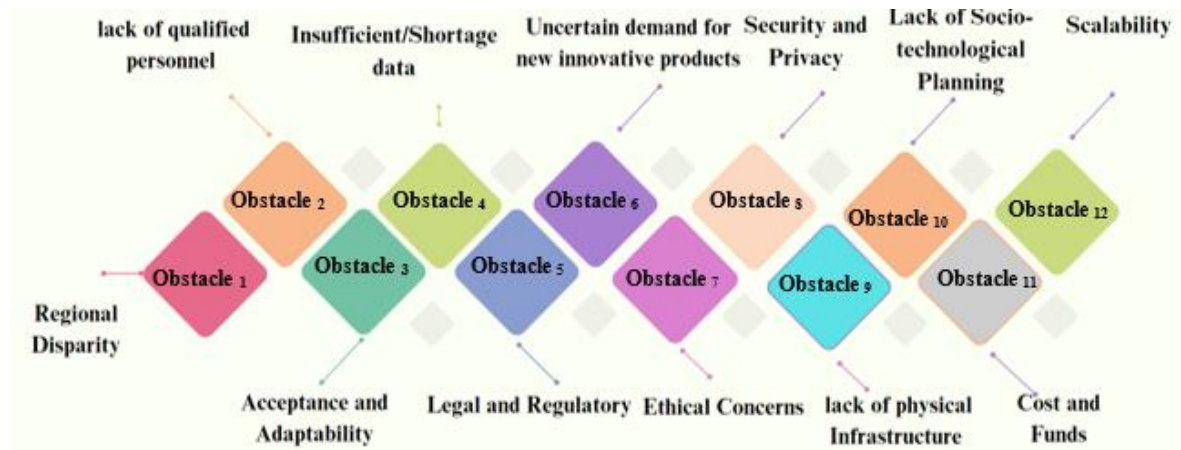 lack of qualified
personnel
Insufficient/Shortage
data
Uncertain demand for
new innovative products
Security and
Privacy
Lack of Socio-
technological
Planning
Scalability
Obstacle 1
Obstacle 2
Obstacle 3
Obstacle 4
Obstacle 5
Obstacle 6
Obstacle 7
Obstacle 8
Obstacle 9
Obstacle 10
Obstacle 11
Obstacle 12
Regional
Disparity
Acceptance and
Adaptability
Legal and Regulatory
Ethical Concerns
lack of physical
Infrastructure
Cost and
Funds